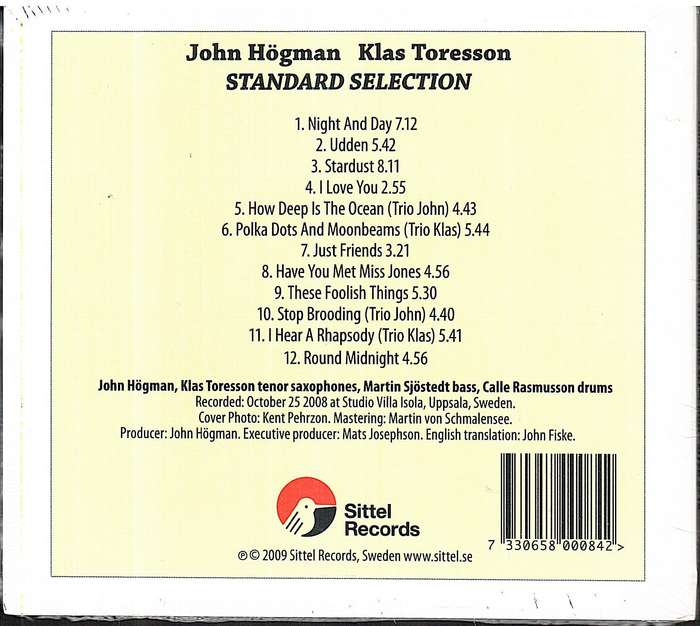 John Högman Klas Toresson
STANDARD SELECTION
1. Night And Day 7.12
2. Udden 5.42
3. Stardust 8.11
4. I Love You 2.55
5. How Deep Is The Ocean (Trio John) 4.43
6. Polka Dots And Moonbeams (Trio Klas) 5.44
7. Just Friends 3.21
8. Have You Met Miss Jones 4.56
9. These Foolish Things 5.30
10. Stop Brooding (Trio John) 4.40
11. I Hear A Rhapsody (Trio Klas) 5.41
12. Round Midnight 4.56
John Högman, Klas Toresson tenor saxophones, Martin Sjöstedt bass, Calle Rasmusson drums
Recorded: October 25 2008 at Studio Villa Isola, Uppsala, Sweden.
Cover Photo: Kent Pehrzon. Mastering: Martin von Schmalensee.
Producer: John Högman. Executive producer: Mats Josephson. English translation: John Fiske.
Sittel
Records
℗© 2009 Sittel Records, Sweden www.sittel.se
7 330658 000842 >